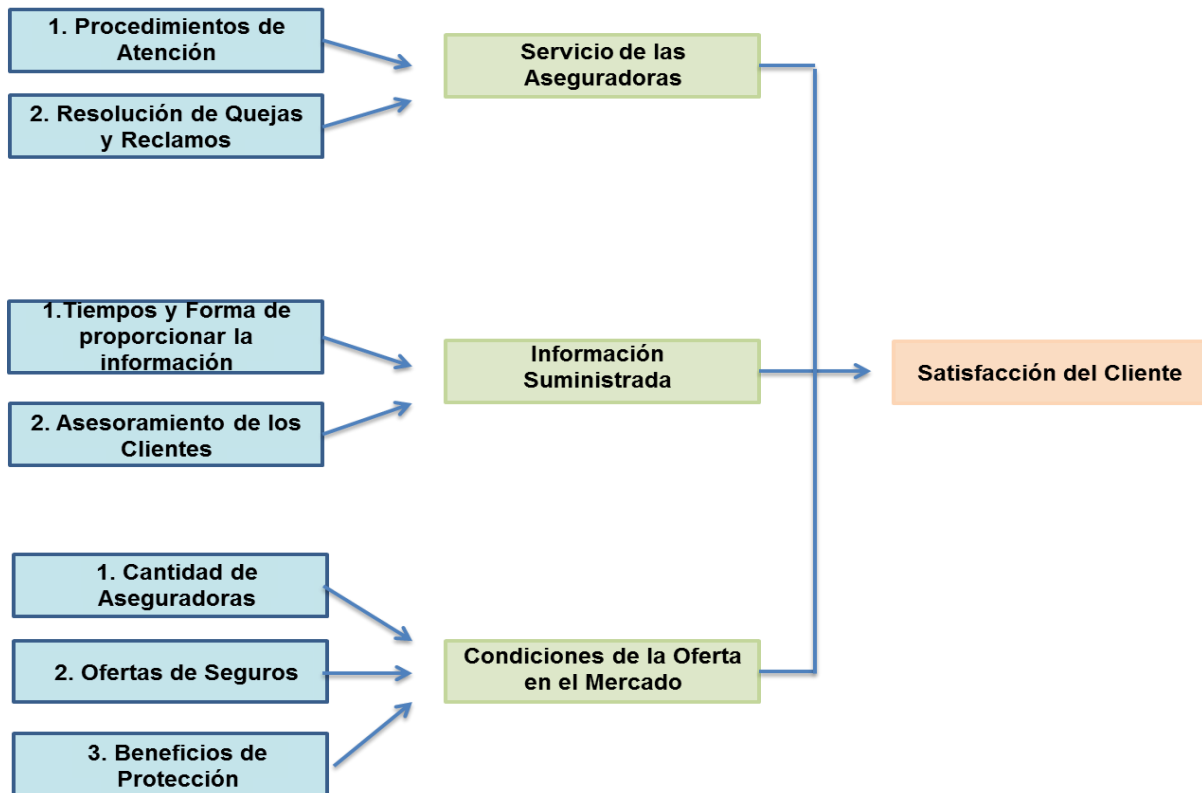 1. Procedimientos de
Atención
2. Resolución de Quejas
y Reclamos
Servicio de las
Aseguradoras
1.Tiempos y Forma de
proporcionar la
información
2. Asesoramiento de los
Clientes
Información
Suministrada
Satisfacción del Cliente
1. Cantidad de
Aseguradoras
2. Ofertas de Seguros
3. Beneficios de
Protección
Condiciones de la Oferta
en el Mercado